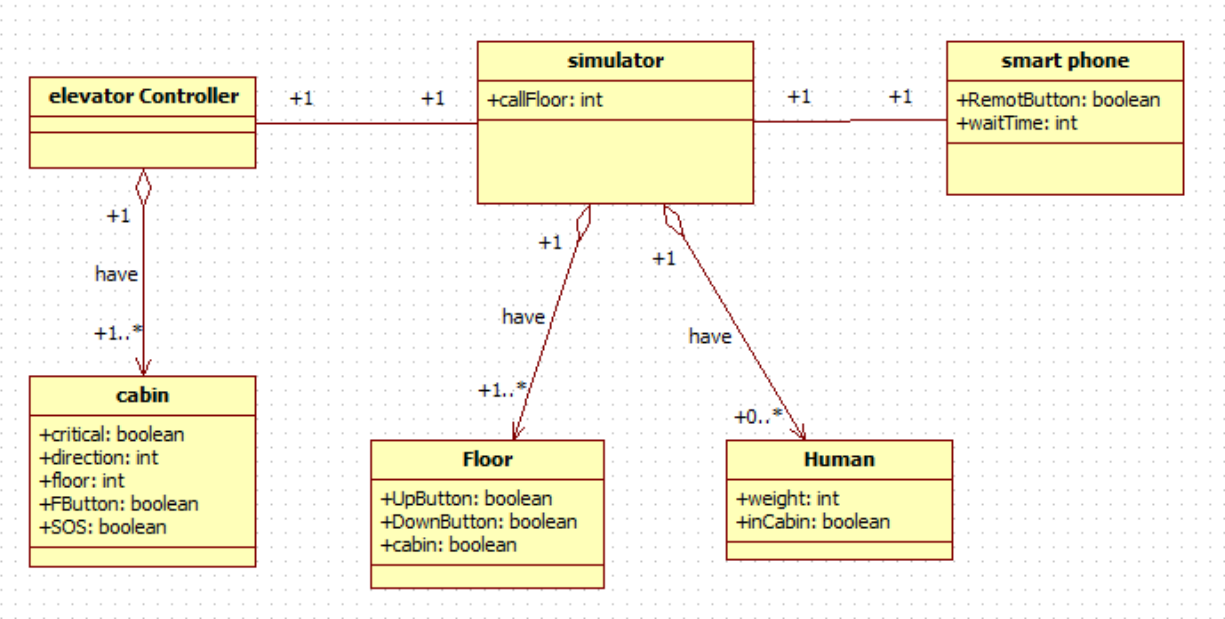 elevator Controller
+1
+1
simulator
+callFloor: int
+1
+1
smart phone
+RemotButton: boolean
+waitTime: int
+1
have
+1..*
+1
have
+1..*
+1
have
+0..*
cabin
+critical: boolean
+direction: int
+floor: int
+FButton: boolean
+SOS: boolean
Floor
+UpButton: boolean
+DownButton: boolean
+cabin: boolean
Human
+weight: int
+inCabin: boolean